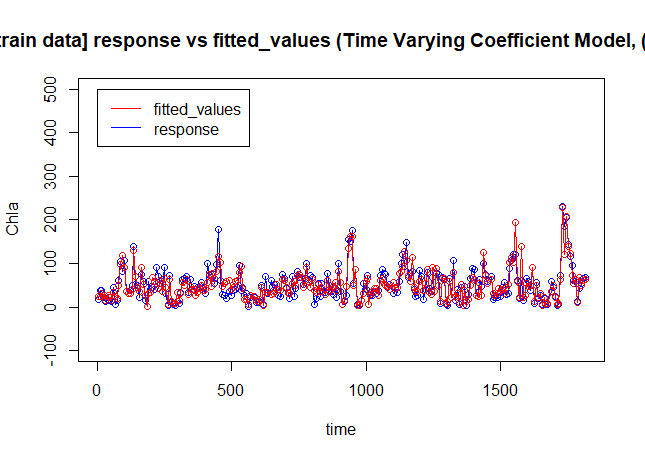 train data] response vs fitted_values (Time Varying Coefficient Model, (
fitted_values
response
Chla
500
400
300
200
100
0
-100
0
500
1000
1500
time